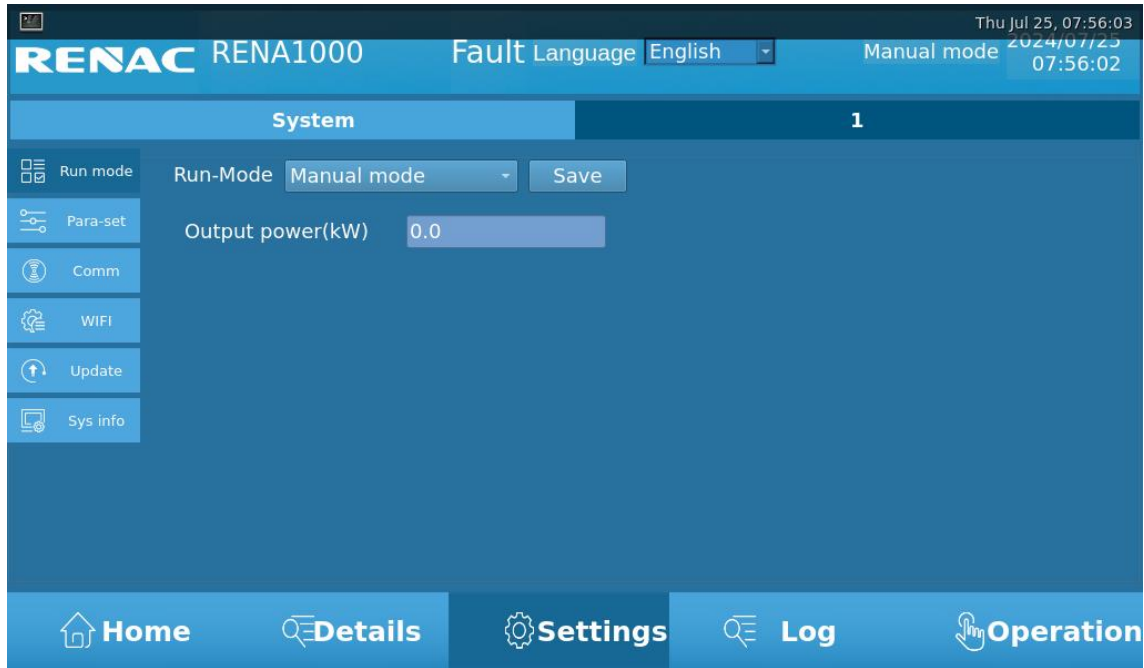 Thu Jul 25, 07:56:03
RENAC RENA1000 Fault Language English Manual mode 2024/07/25
07:56:02
System 1
Run mode
Run-Mode Manual mode Save
Para-set
Output power(kW) 0.0
Comm
WIFI
Update
Sys info
Home Details Settings Log Operation